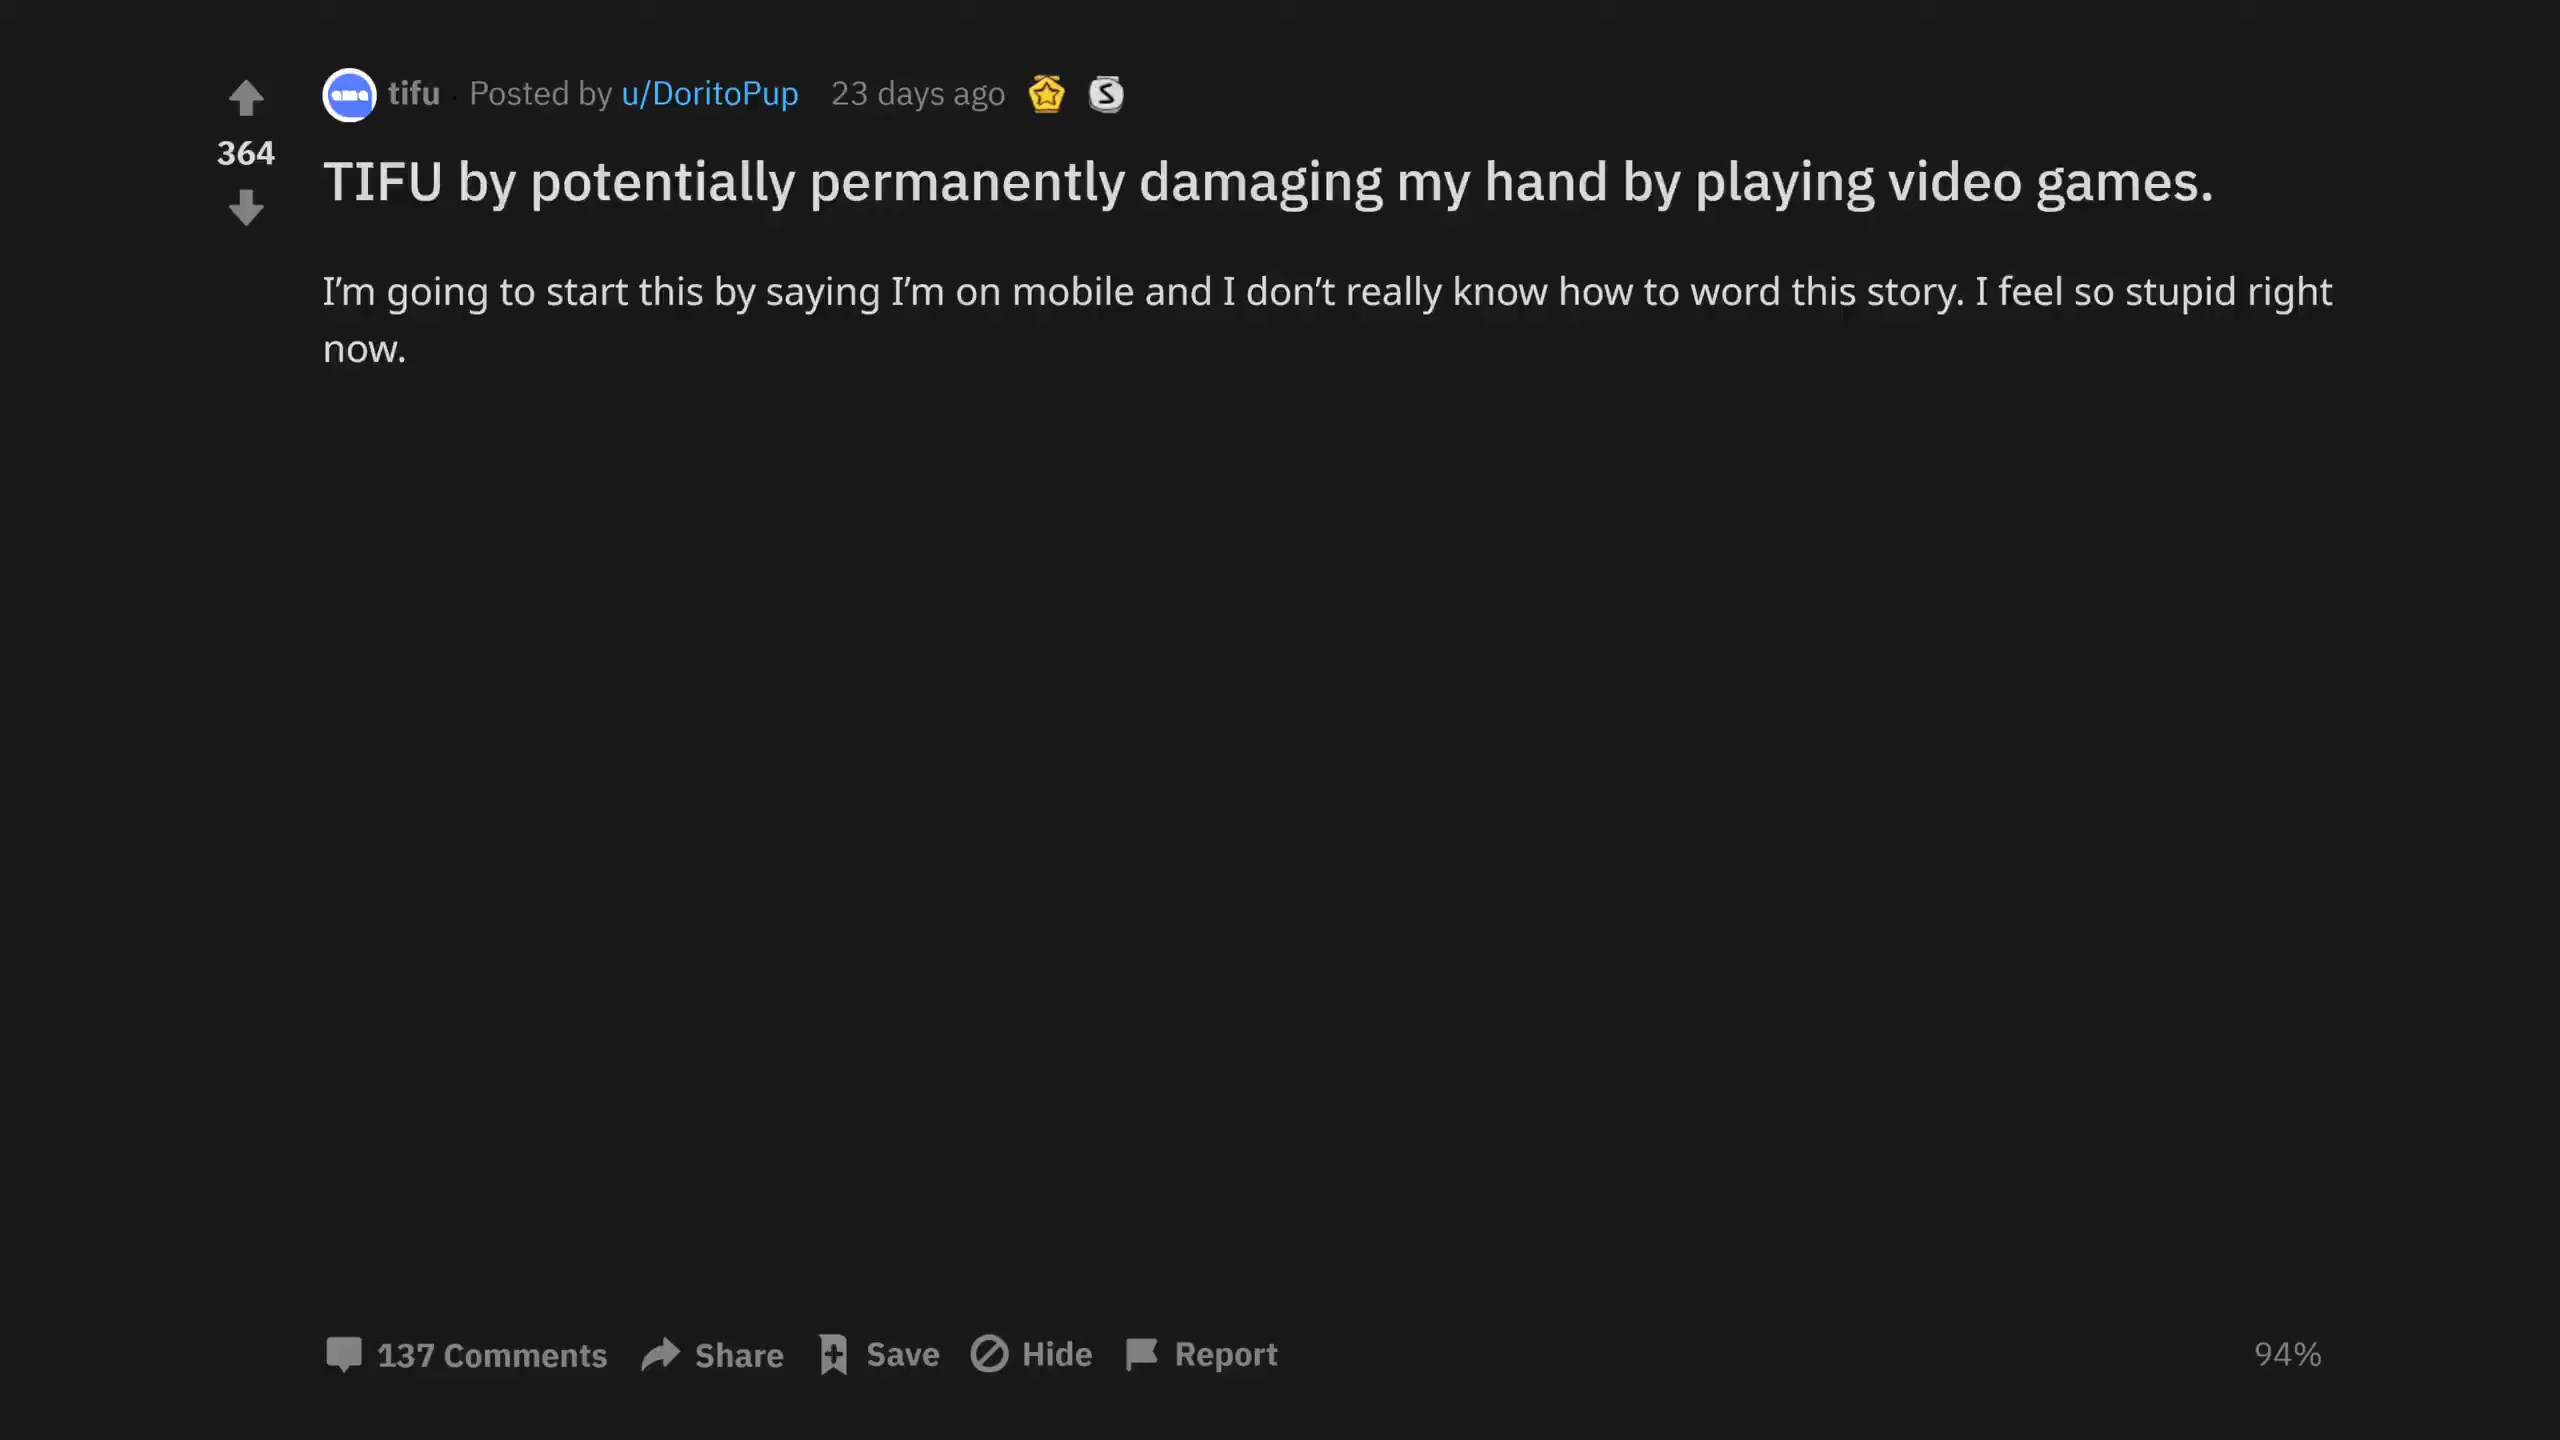 tifu · Posted by u/DoritoPup 23 days ago
364
TIFU by potentially permanently damaging my hand by playing video games.
I’m going to start this by saying I’m on mobile and I don’t really know how to word this story. I feel so stupid right
now.
137 Comments Share Save Hide Report 94%